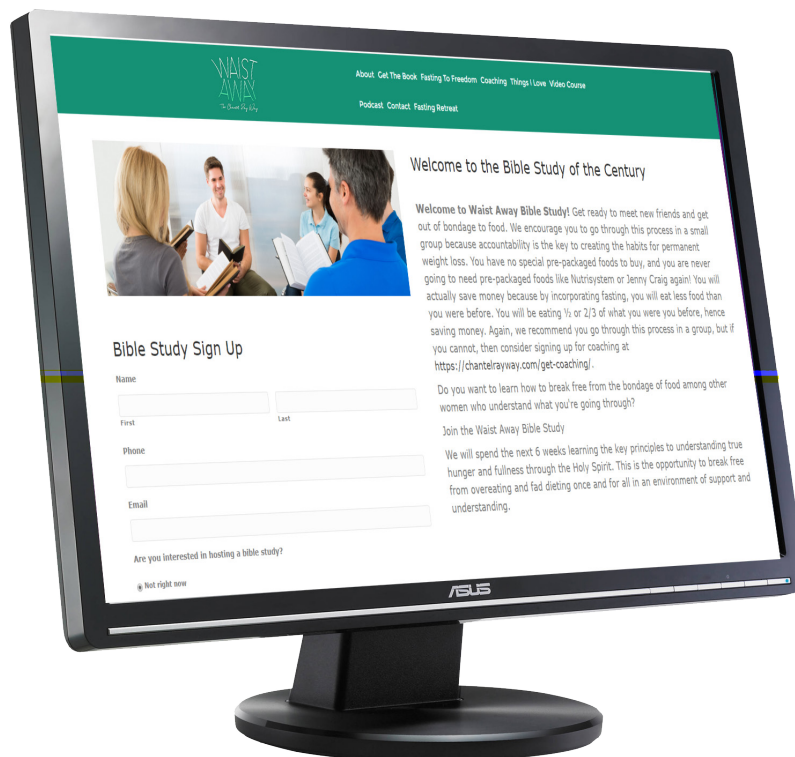 WAIST
AWAY
The Chantel Ray Way
About Get The Book Fasting To Freedom Coaching Things I Love Video Course
Podcast Contact Fasting Retreat
Welcome to the Bible Study of the Century
Welcome to Waist Away Bible Study! Get ready to meet new friends and get
out of bondage to food. We encourage you to go through this process in a small
group because accountability is the key to creating the habits for permanent
weight loss. You have no special pre-packaged foods to buy, and you are never
going to need pre-packaged foods like Nutrisystem or Jenny Craig again! You will
actually save money because by incorporating fasting, you will eat less food than
you were before. You will be eating ½ or 2/3 of what you were you before, hence
saving money. Again, we recommend you go through this process in a group, but if
you cannot, then consider signing up for coaching at
https://chantelrayway.com/get-coaching/.
Do you want to learn how to break free from the bondage of food among other
women who understand what you're going through?
Join the Waist Away Bible Study
We will spend the next 6 weeks learning the key principles to understanding true
hunger and fullness through the Holy Spirit. This is the opportunity to break free
from overeating and fad dieting once and for all in an environment of support and
understanding.
Bible Study Sign Up
Name
First Last
Phone
Email
Are you interested in hosting a bible study?
Not right now
ASUS